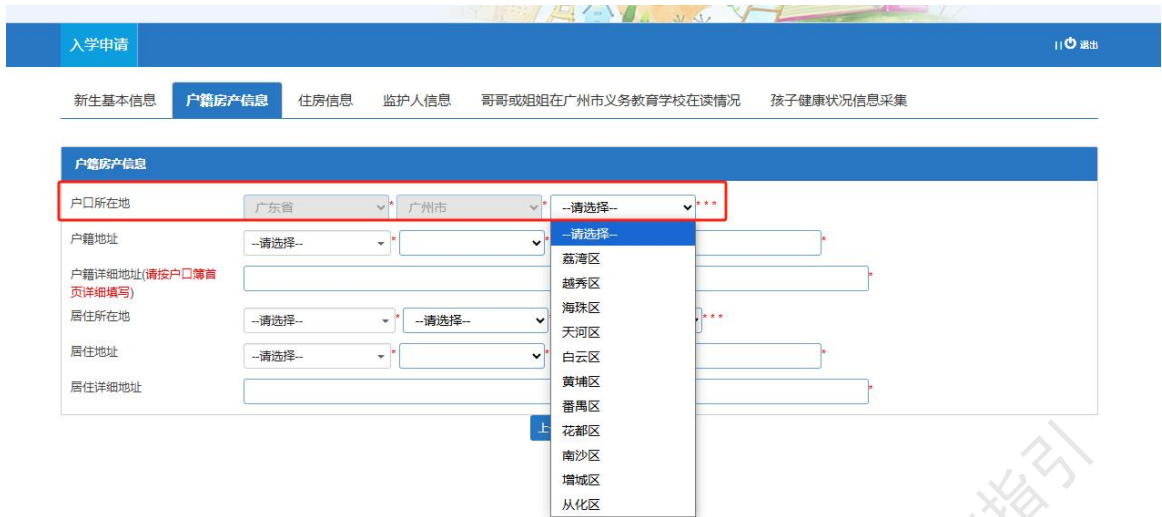 入学申请
退出
新生基本信息 户籍房产信息 住房信息 监护人信息 哥哥或姐姐在广州市义务教育学校在读情况 孩子健康状况信息采集
户籍房产信息
户口所在地 广东省 * 广州市 * --请选择-- * * *
户籍地址 --请选择-- * * *
户籍详细地址(请按户口簿首
页详细填写) *
居住所在地 --请选择-- * --请选择-- * * *
居住地址 --请选择-- * * *
居住详细地址 *
--请选择--
荔湾区
越秀区
海珠区
天河区
白云区
黄埔区
番禺区
花都区
南沙区
增城区
从化区
上
指引